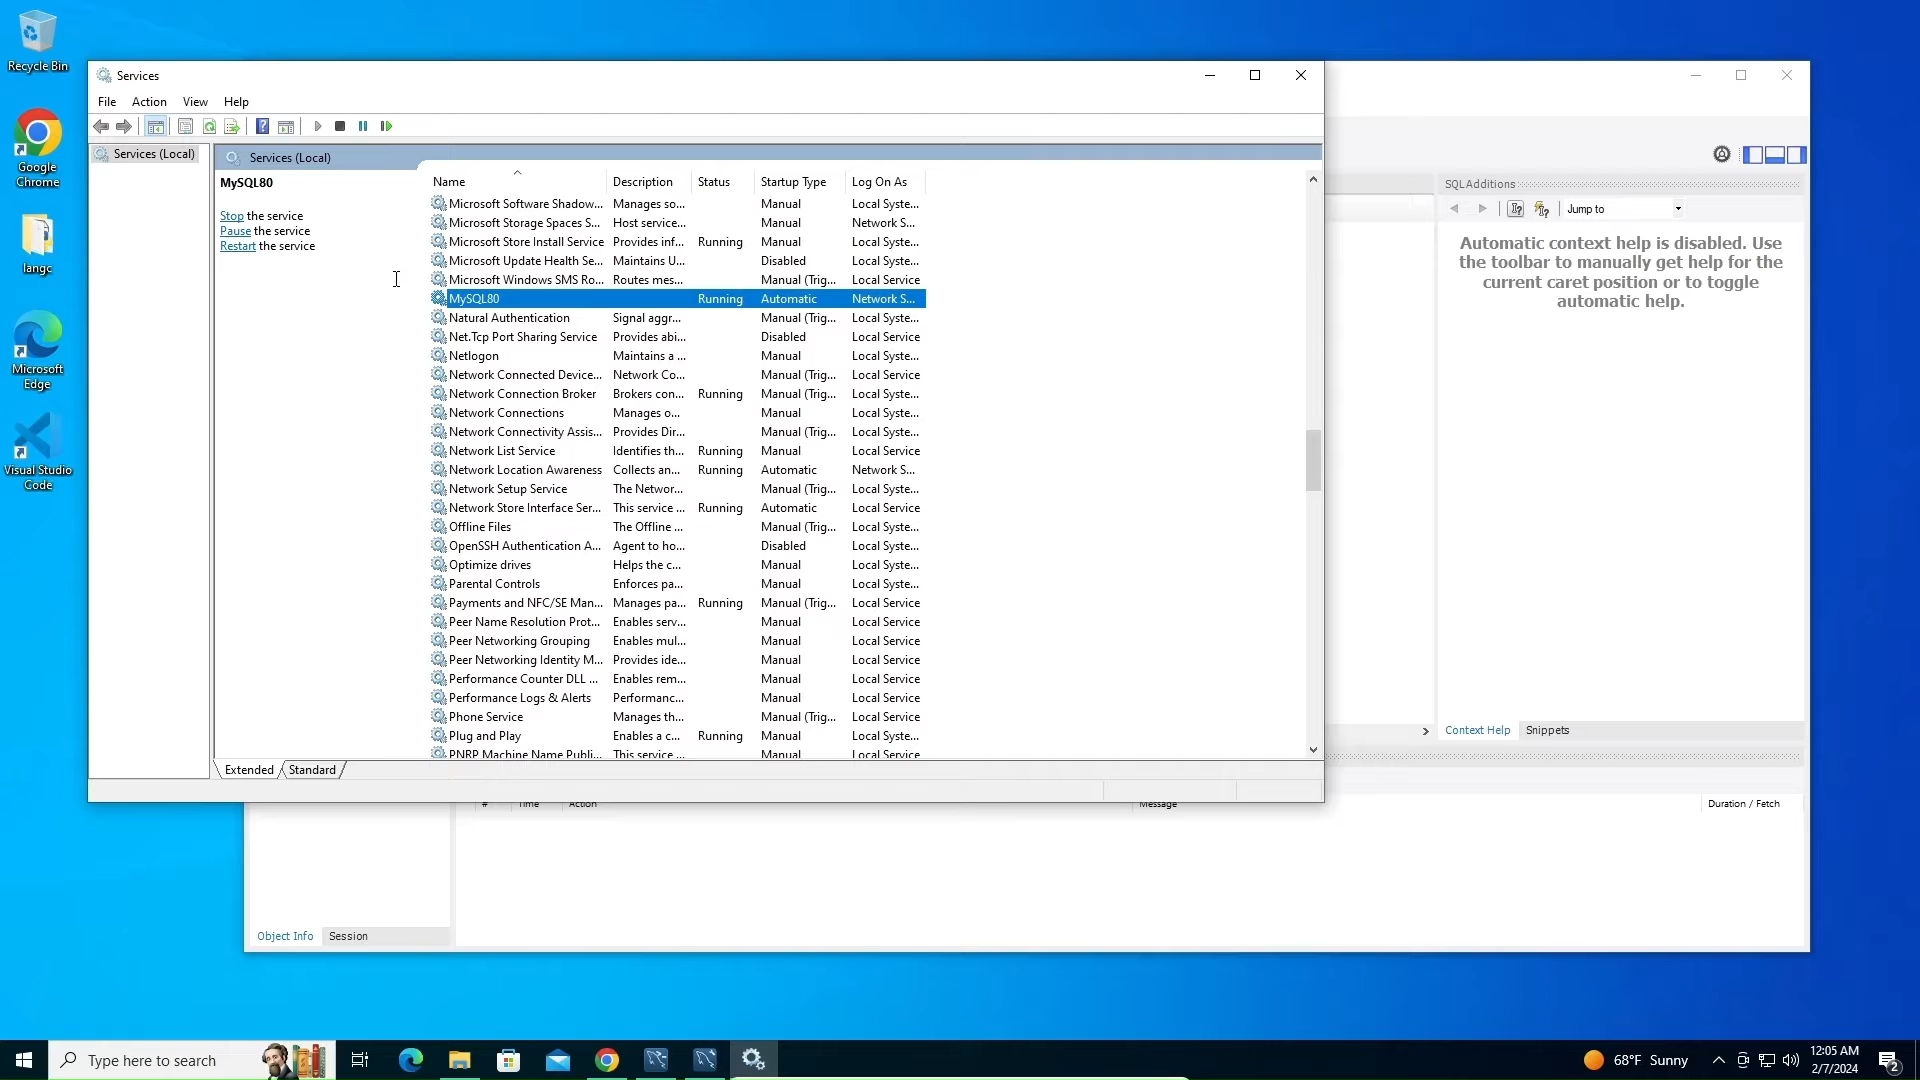 Recycle Bin
Google
Chrome
langc
Microsoft
Edge
Visual Studio
Code
Services
File Action View Help
Services (Local)
Services (Local)
MySQL80
Stop the service
Pause the service
Restart the service
Name Description Status Startup Type Log On As
Microsoft Software Shadow... Manages so... Manual Local Syste...
Microsoft Storage Spaces S... Host service... Manual Network S...
Microsoft Store Install Service Provides inf... Running Manual Local Syste...
Microsoft Update Health Se... Maintains U... Disabled Local Syste...
Microsoft Windows SMS Ro... Routes mes... Manual (Trig... Local Service
MySQL80 Running Automatic Network S...
Natural Authentication Signal aggr... Manual (Trig... Local Syste...
Net.Tcp Port Sharing Service Provides abi... Disabled Local Service
Netlogon Maintains a ... Manual Local Syste...
Network Connected Device... Network Co... Manual (Trig... Local Service
Network Connection Broker Brokers con... Running Manual (Trig... Local Syste...
Network Connections Manages o... Manual Local Syste...
Network Connectivity Assis... Provides Dir... Manual (Trig... Local Syste...
Network List Service Identifies th... Running Manual Local Service
Network Location Awareness Collects an... Running Automatic Network S...
Network Setup Service The Networ... Manual (Trig... Local Syste...
Network Store Interface Ser... This service ... Running Automatic Local Service
Offline Files The Offline ... Manual (Trig... Local Syste...
OpenSSH Authentication A... Agent to ho... Disabled Local Syste...
Optimize drives Helps the c... Manual Local Syste...
Parental Controls Enforces pa... Manual Local Syste...
Payments and NFC/SE Man... Manages pa... Running Manual (Trig... Local Service
Peer Name Resolution Prot... Enables serv... Manual Local Service
Peer Networking Grouping Enables mul... Manual Local Service
Peer Networking Identity M... Provides ide... Manual Local Service
Performance Counter DLL ... Enables rem... Manual Local Service
Performance Logs & Alerts Performanc... Manual Local Service
Phone Service Manages th... Manual (Trig... Local Service
Plug and Play Enables a c... Running Manual Local Syste...
PNRP Machine Name Publi... This service ... Manual Local Service
Extended Standard
SQLAdditions
Jump to
Automatic context help is disabled. Use
the toolbar to manually get help for the
current caret position or to toggle
automatic help.
Context Help Snippets
# Time Action Message Duration / Fetch
Object Info Session
Type here to search
68°F Sunny
12:05 AM
2/7/2024
2